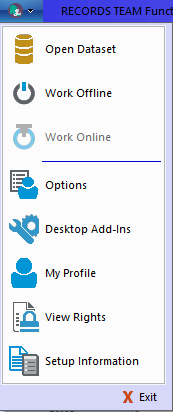 RECORDS TEAM Funct
Open Dataset
Work Offline
Work Online
Options
Desktop Add-Ins
My Profile
View Rights
Setup Information
Exit